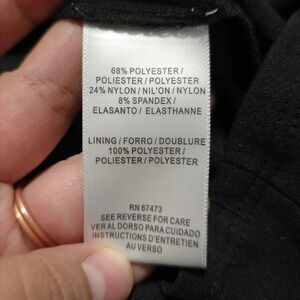 68% POLYESTER /
POLIESTER / POLYESTER
24% NYLON / NIL'ON / NYLON
8% SPANDEX /
ELASANTO / ELASTHANNE
LINING / FORRO / DOUBLURE
100% POLYESTER /
POLIESTER / POLYESTER
RN 67473
SEE REVERSE FOR CARE
VER AL DORSO PARA CUIDADO
INSTRUCTIONS D'ENTRETIEN
AU VERSO